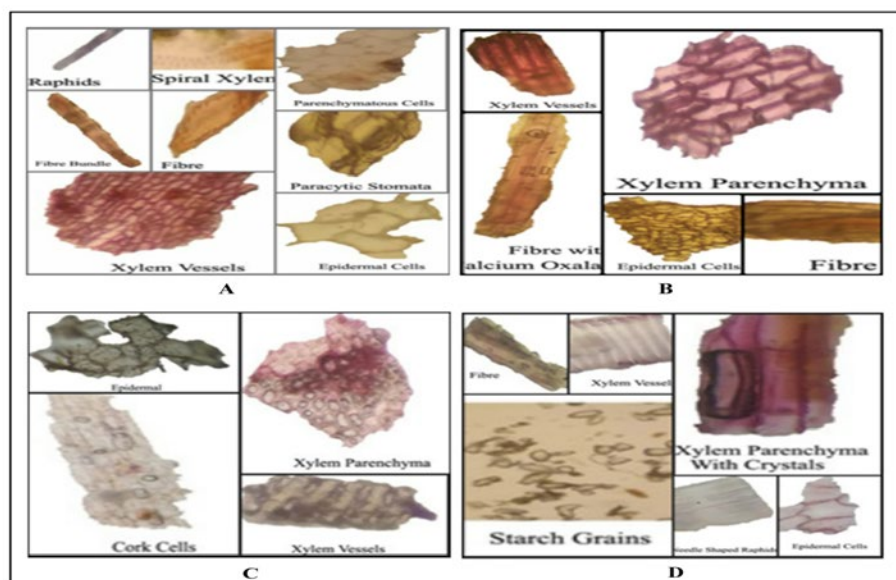 Raphids
Spiral Xylen
Parenchymatous Cells
Fibre Bundle
Fibre
Paracytic Stomata
Xylem Vessels
Epidermal Cells
A
Xylem Vessels
Xylem Parenchyma
Fibre wit
alcium Oxala
Epidermal Cells
Fibre
B
Epidermal
Xylem Parenchyma
Cork Cells
Xylem Vessels
C
Fibre
Xylem Vessel
Xylem Parenchyma
With Crystals
Starch Grains
Needle Shaped Raphids
Epidermal Cells
D